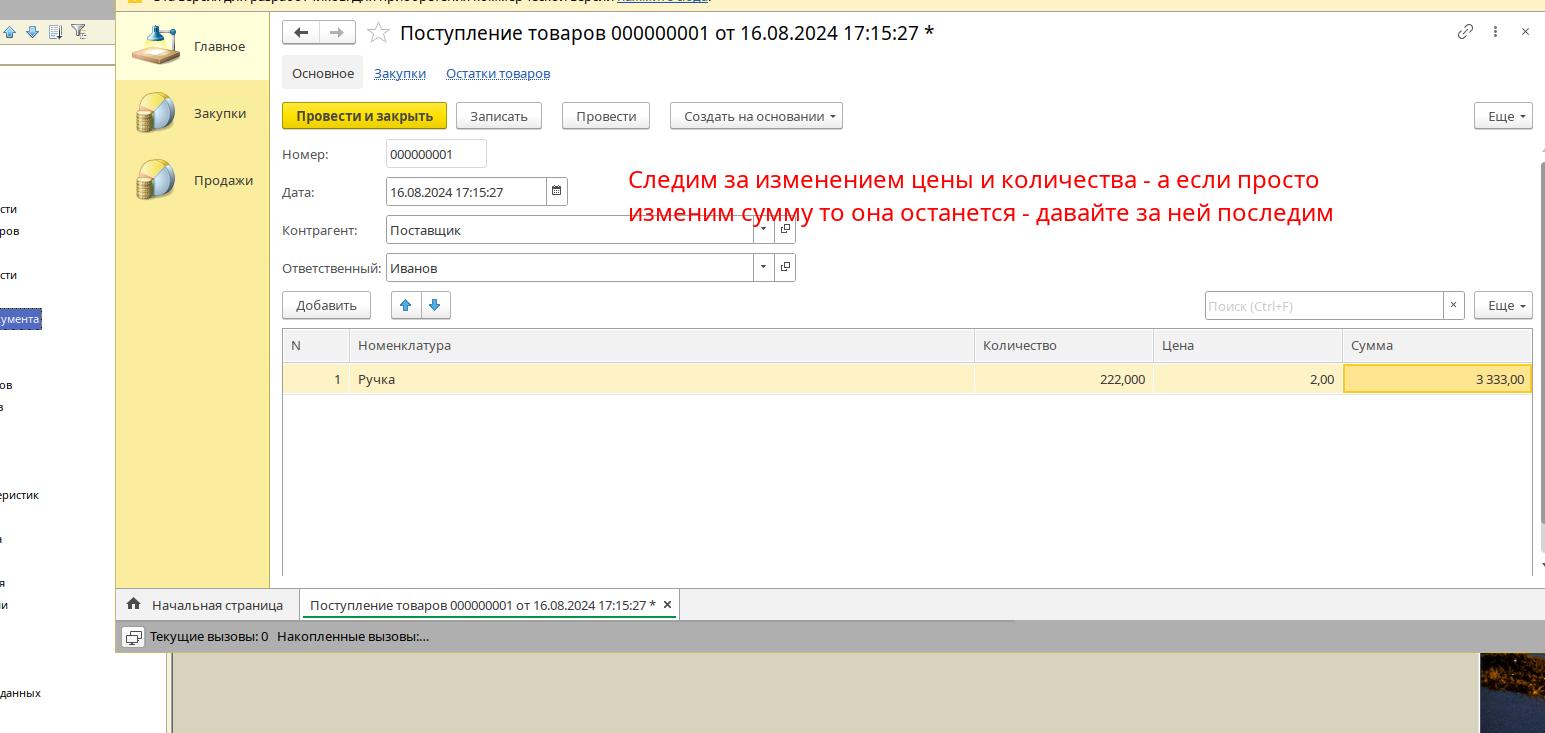 Главное
Закупки
Продажи
Поступление товаров 000000001 от 16.08.2024 17:15:27 *
Основное Закупки Остатки товаров
Провести и закрыть Записать Провести Создать на основании Еще
Номер: 000000001
Дата: 16.08.2024 17:15:27
Следим за изменением цены и количества - а если просто
изменим сумму то она останется - давайте за ней последим
Контрагент: Поставщик
Ответственный: Иванов
Добавить Поиск (Ctrl+F) × Еще
N Номенклатура Количество Цена Сумма
1 Ручка 222,000 2,00 3 333,00
Начальная страница Поступление товаров 000000001 от 16.08.2024 17:15:27 * ×
Текущие вызовы: 0 Накопленные вызовы:...
сти
ров
сти
умента
ов
в
еристик
а
я
и
данных